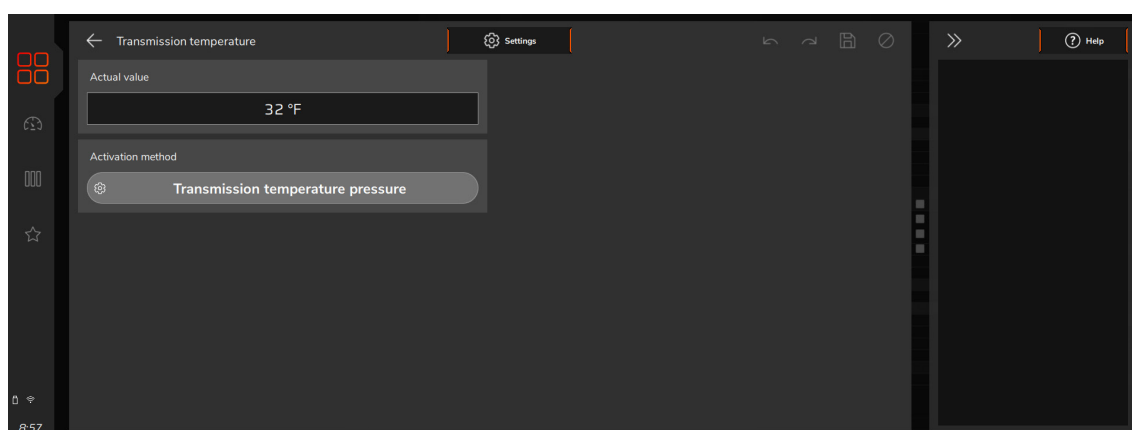 Transmission temperature
Settings
Help
Actual value
32 °F
Activation method
Transmission temperature pressure
8:57